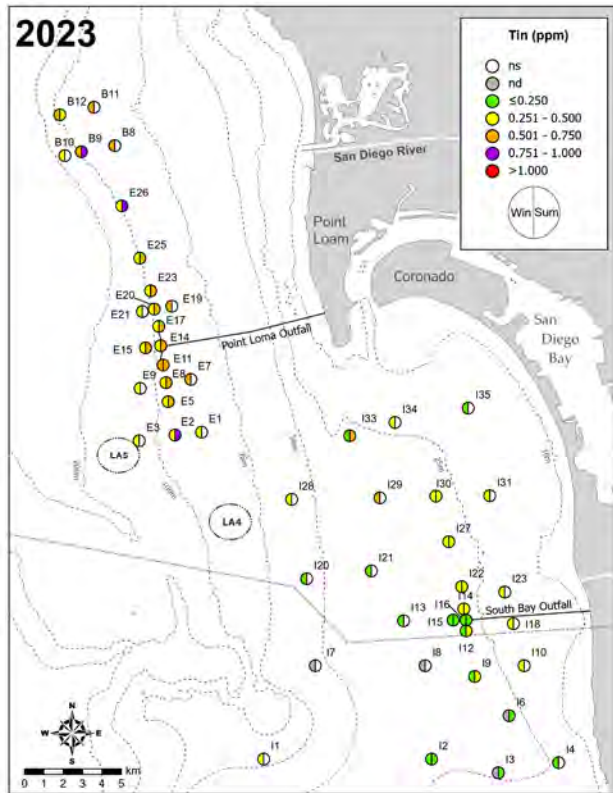 2023
Tin (ppm)
ns
nd
≤0.250
0.251 - 0.500
0.501 - 0.750
0.751 - 1.000
>1.000
Win Sum
B12
B11
B10
B9
B8
San Diego River
Point
Loam
Coronado
San
Diego
Bay
E26
E25
E23
E20
E19
E21
E17
E14
Point Loma Outfall
E15
E11
E9
E8
E7
E5
E3
E2
E1
LA5
LA4
I35
I34
I33
I28
I29
I30
I31
I27
I20
I21
I22
I23
I14
I16
I13
South Bay Outfall
I15
I18
I12
I7
I8
I9
I10
I6
I1
I2
I3
I4
N
W E
S
0 1 2 3 4 5 km